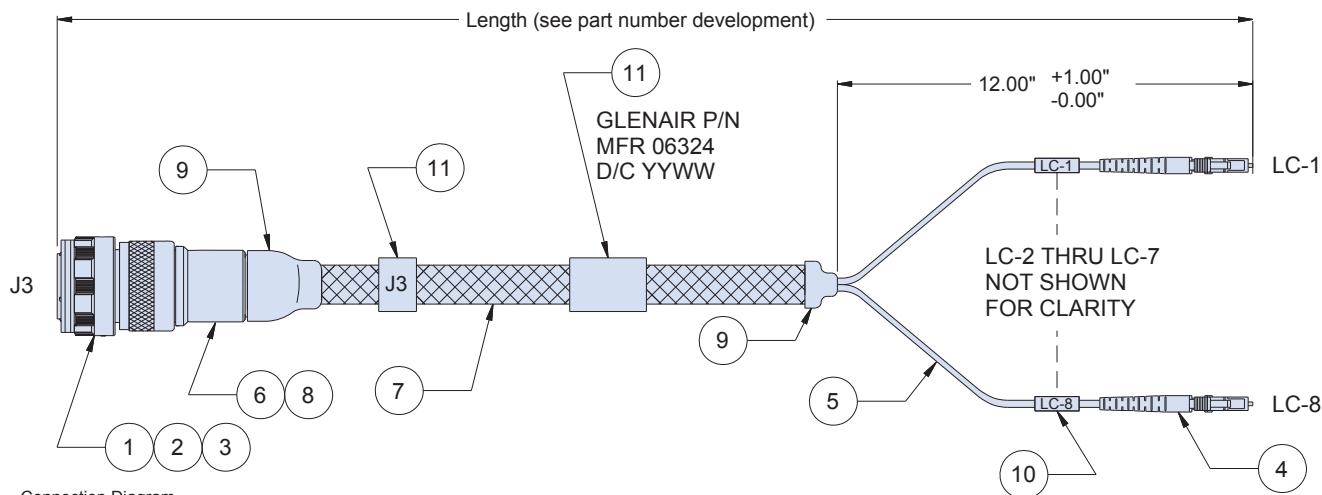 Length (see part number development)
11
12.00" +1.00"
-0.00"
GLENAIR P/N
MFR 06324
D/C YYWW
9
11
LC-1
LC-1
J3
J3
LC-2 THRU LC-7
NOT SHOWN
FOR CLARITY
9
6 8
7
5
LC-8
LC-8
1 2 3
10
4
Connection Diagram